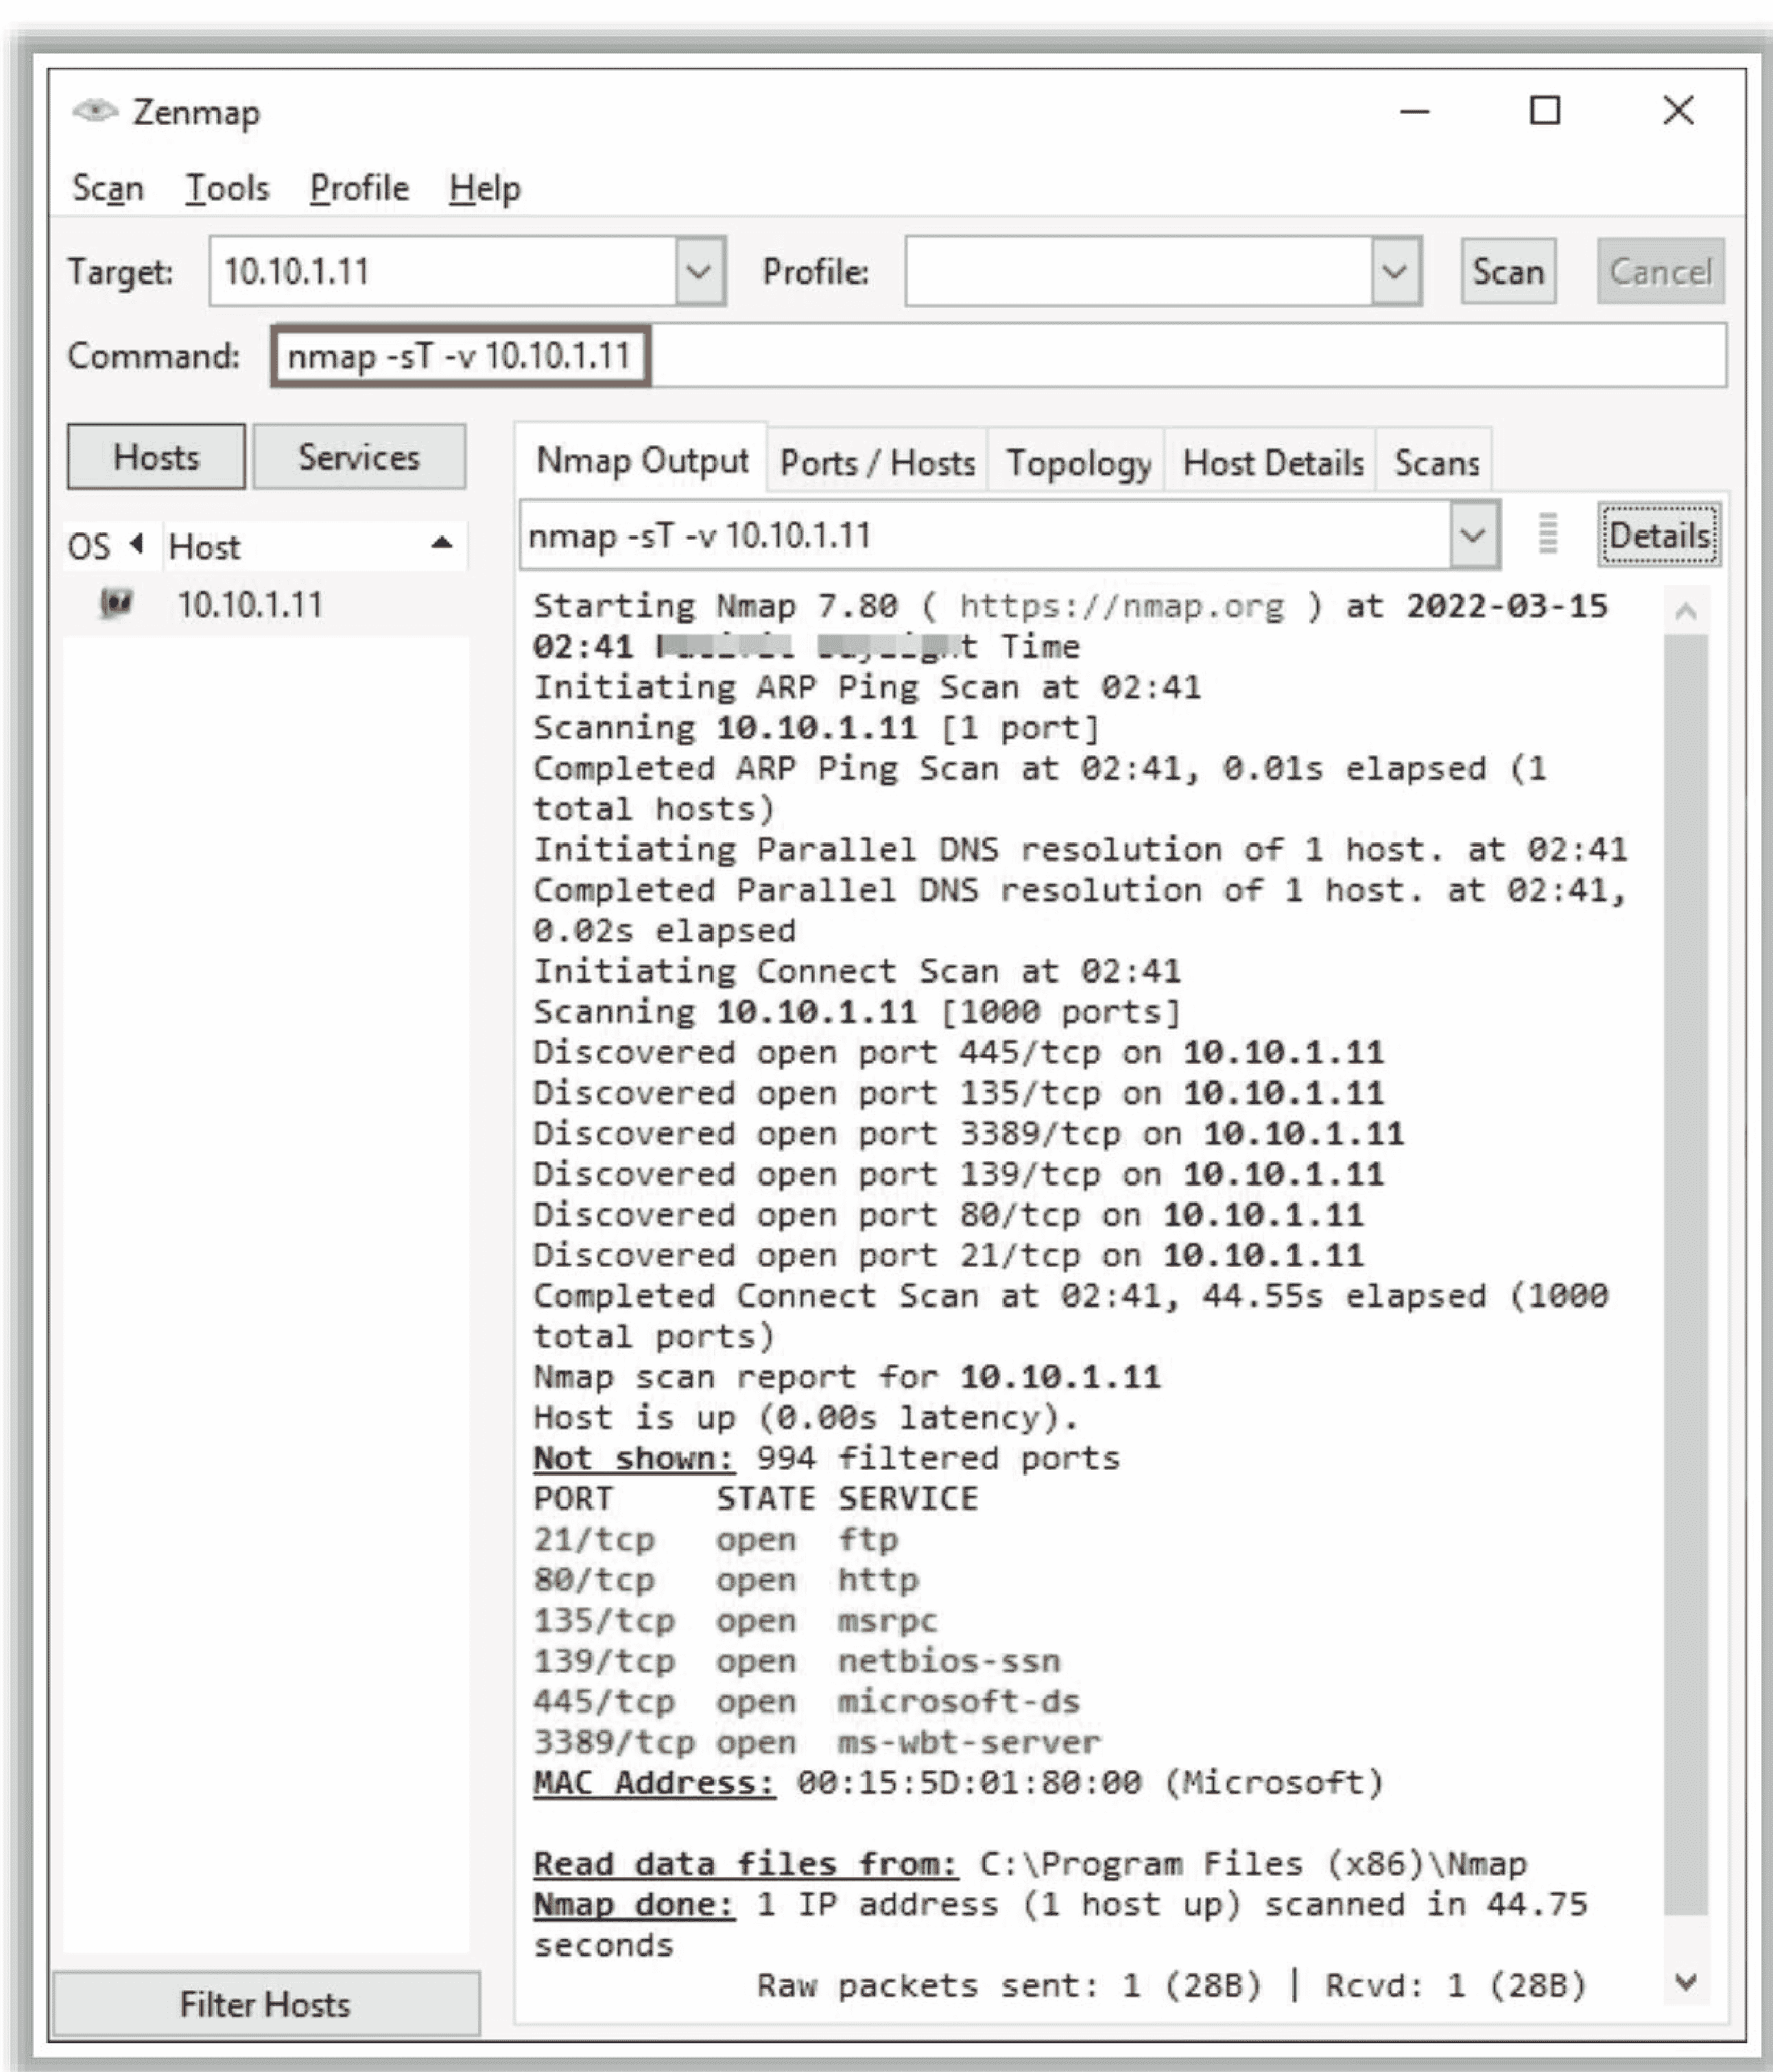 Zenmap
Scan Tools Profile Help
Target: 10.10.1.11 Profile: Scan Cancel
Command: nmap -sT -v 10.10.1.11
Hosts Services
OS Host
10.10.1.11
Filter Hosts
Nmap Output Ports / Hosts Topology Host Details Scans
nmap -sT -v 10.10.1.11 Details
Starting Nmap 7.80 ( https://nmap.org ) at 2022-03-15
02:41 Time
Initiating ARP Ping Scan at 02:41
Scanning 10.10.1.11 [1 port]
Completed ARP Ping Scan at 02:41, 0.01s elapsed (1
total hosts)
Initiating Parallel DNS resolution of 1 host. at 02:41
Completed Parallel DNS resolution of 1 host. at 02:41,
0.02s elapsed
Initiating Connect Scan at 02:41
Scanning 10.10.1.11 [1000 ports]
Discovered open port 445/tcp on 10.10.1.11
Discovered open port 135/tcp on 10.10.1.11
Discovered open port 3389/tcp on 10.10.1.11
Discovered open port 139/tcp on 10.10.1.11
Discovered open port 80/tcp on 10.10.1.11
Discovered open port 21/tcp on 10.10.1.11
Completed Connect Scan at 02:41, 44.55s elapsed (1000
total ports)
Nmap scan report for 10.10.1.11
Host is up (0.00s latency).
Not shown: 994 filtered ports
PORT STATE SERVICE
21/tcp open ftp
80/tcp open http
135/tcp open msrpc
139/tcp open netbios-ssn
445/tcp open microsoft-ds
3389/tcp open ms-wbt-server
MAC Address: 00:15:5D:01:80:00 (Microsoft)
Read data files from: C:\Program Files (x86)\Nmap
Nmap done: 1 IP address (1 host up) scanned in 44.75
seconds
Raw packets sent: 1 (28B) | Rcvd: 1 (28B)